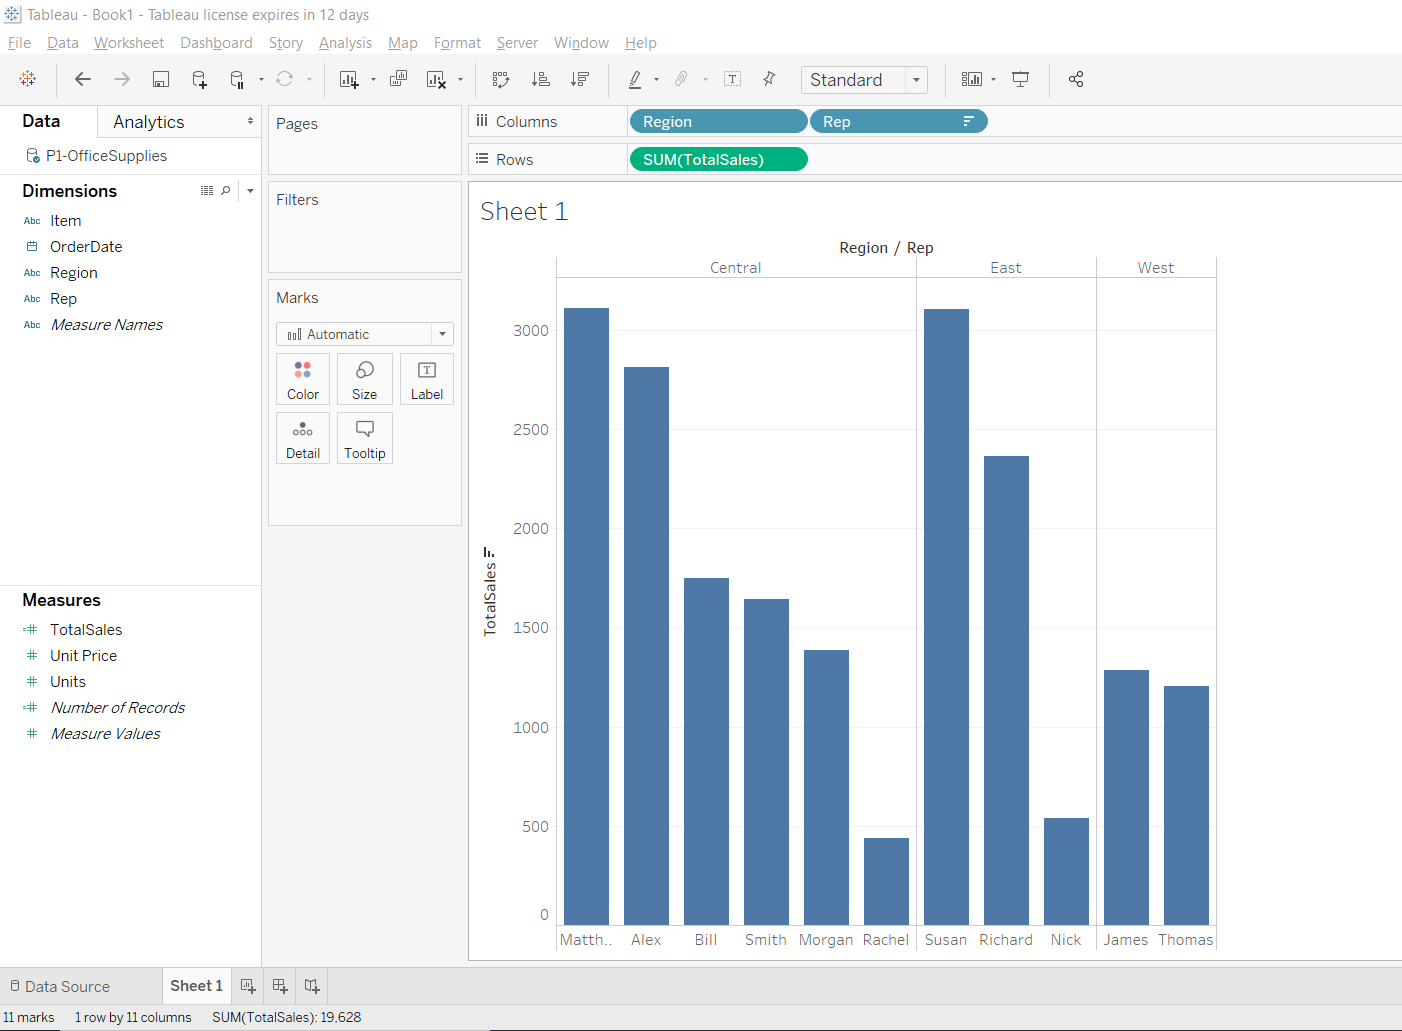 Tableau - Book1 - Tableau license expires in 12 days
File Data Worksheet Dashboard Story Analysis Map Format Server Window Help
Standard
Data Analytics
P1-OfficeSupplies
Dimensions
Abc Item
OrderDate
Abc Region
Abc Rep
Abc Measure Names
Measures
TotalSales
Unit Price
Units
Number of Records
Measure Values
Pages
Filters
Marks
Automatic
Color Size Label
Detail Tooltip
Columns Region Rep
Rows SUM(TotalSales)
Sheet 1
Region / Rep
Central East West
TotalSales
3000
2500
2000
1500
1000
500
0
Matth.. Alex Bill Smith Morgan Rachel Susan Richard Nick James Thomas
Data Source Sheet 1
11 marks 1 row by 11 columns SUM(TotalSales): 19,628